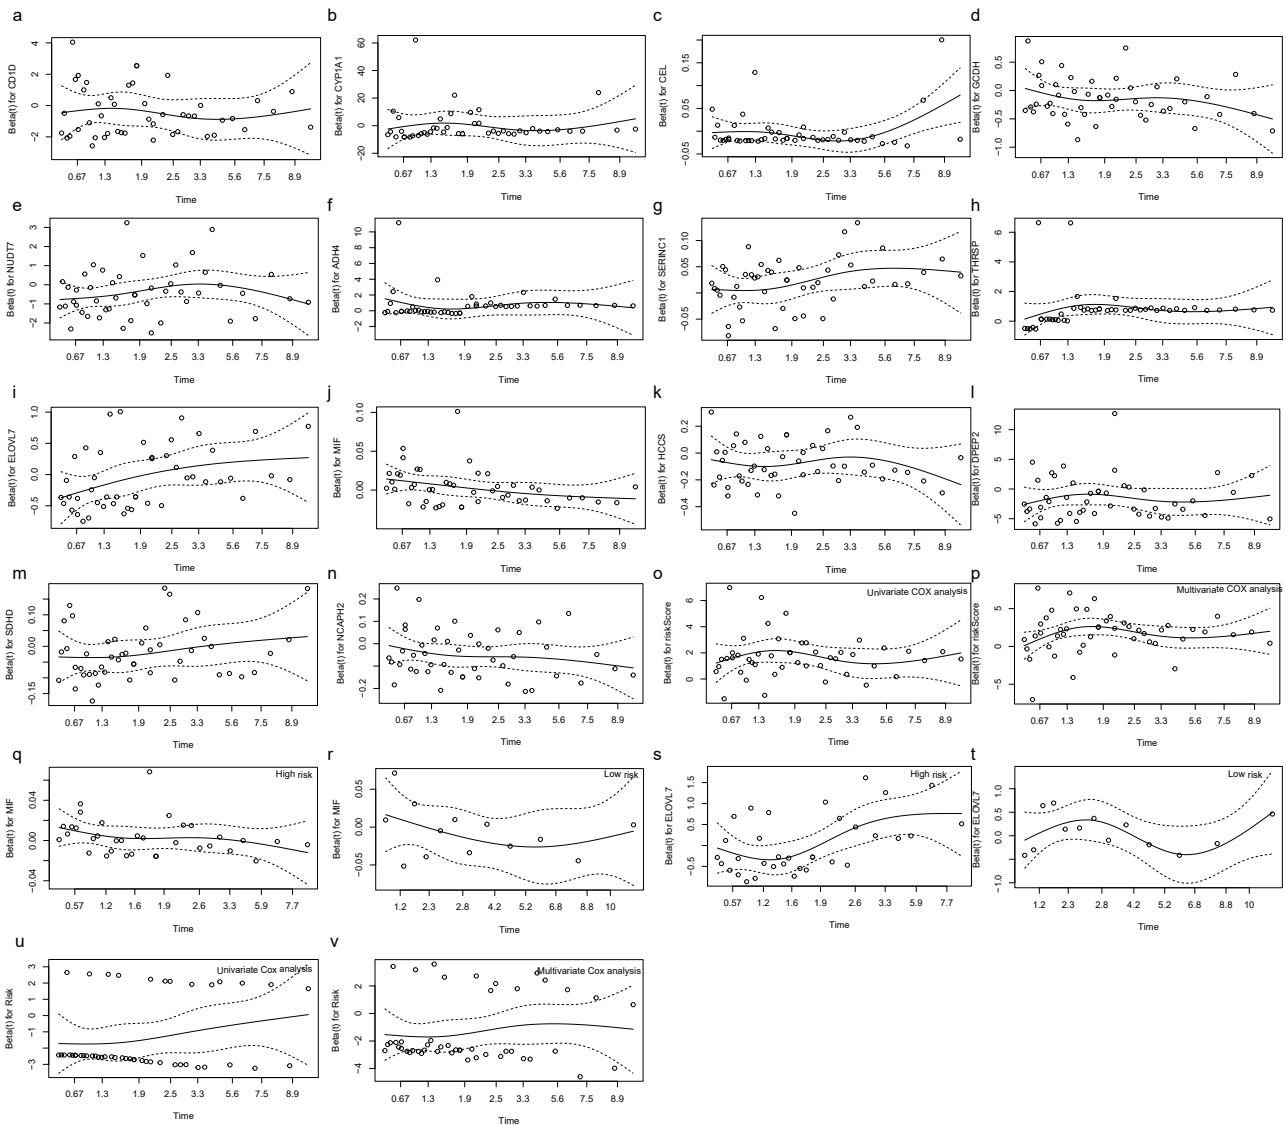 a
Beta(t) for CD1D
4
2
0
−2
0.67 1.3 1.9 2.5 3.3 5.6 7.5 8.9
Time
b
Beta(t) for CYP1A1
60
40
20
0
−20
0.67 1.3 1.9 2.5 3.3 5.6 7.5 8.9
Time
c
Beta(t) for CEL
0.20
0.15
0.05
−0.05
0.67 1.3 1.9 2.5 3.3 5.6 7.5 8.9
Time
d
Beta(t) for GCDH
0.5
0.0
−0.5
−1.0
0.67 1.3 1.9 2.5 3.3 5.6 7.5 8.9
Time
e
Beta(t) for NUDT7
3
2
1
0
−1
−2
0.67 1.3 1.9 2.5 3.3 5.6 7.5 8.9
Time
f
Beta(t) for ADH4
10
8
6
4
2
0
−2
0.67 1.3 1.9 2.5 3.3 5.6 7.5 8.9
Time
g
Beta(t) for SERINC1
0.10
0.05
−0.05
0.67 1.3 1.9 2.5 3.3 5.6 7.5 8.9
Time
h
Beta(t) for THRSP
6
4
2
0
0.67 1.3 1.9 2.5 3.3 5.6 7.5 8.9
Time
i
Beta(t) for ELOVL7
1.0
0.5
0.0
−0.5
0.67 1.3 1.9 2.5 3.3 5.6 7.5 8.9
Time
j
Beta(t) for MIF
0.10
0.05
0.00
0.67 1.3 1.9 2.5 3.3 5.6 7.5 8.9
Time
k
Beta(t) for HCCS
0.2
0.0
−0.2
−0.4
0.67 1.3 1.9 2.5 3.3 5.6 7.5 8.9
Time
l
Beta(t) for DPEP2
10
5
0
−5
0.67 1.3 1.9 2.5 3.3 5.6 7.5 8.9
Time
m
Beta(t) for SDHD
0.15
0.10
0.00
−0.15
0.67 1.3 1.9 2.5 3.3 5.6 7.5 8.9
Time
n
Beta(t) for NCAPH2
0.2
0.1
0.0
−0.2
0.67 1.3 1.9 2.5 3.3 5.6 7.5 8.9
Time
o
Univariate COX analysis
Beta(t) for riskScore
6
4
2
0
0.67 1.3 1.9 2.5 3.3 5.6 7.5 8.9
Time
p
Multivariate COX analysis
Beta(t) for riskScore
5
0
−5
0.67 1.3 1.9 2.5 3.3 5.6 7.5 8.9
Time
q
High risk
Beta(t) for MIF
0.04
0.00
−0.04
0.57 1.2 1.6 2.2 2.6 3.9 5.9 7.7
Time
r
Low risk
Beta(t) for MIF
0.05
0.00
−0.05
1.2 2.3 2.8 3.8 5.6 8.8 10
Time
s
High risk
Beta(t) for ELOVL7
1.5
1.0
0.5
0.0
−0.5
0.57 1.2 1.6 2.2 2.6 3.9 5.9 7.7
Time
t
Low risk
Beta(t) for ELOVL7
1.0
0.5
0.0
−1.0
1.2 2.3 2.8 4.2 6.8 8.8 10
Time
u
Univariate Cox analysis
Beta(t) for Risk
3
2
1
0
−1
−3
0.67 1.3 1.9 2.5 3.3 5.6 7.5 8.9
Time
v
Multivariate Cox analysis
Beta(t) for Risk
2
0
−2
−4
0.67 1.3 1.9 2.5 3.3 5.6 7.5 8.9
Time